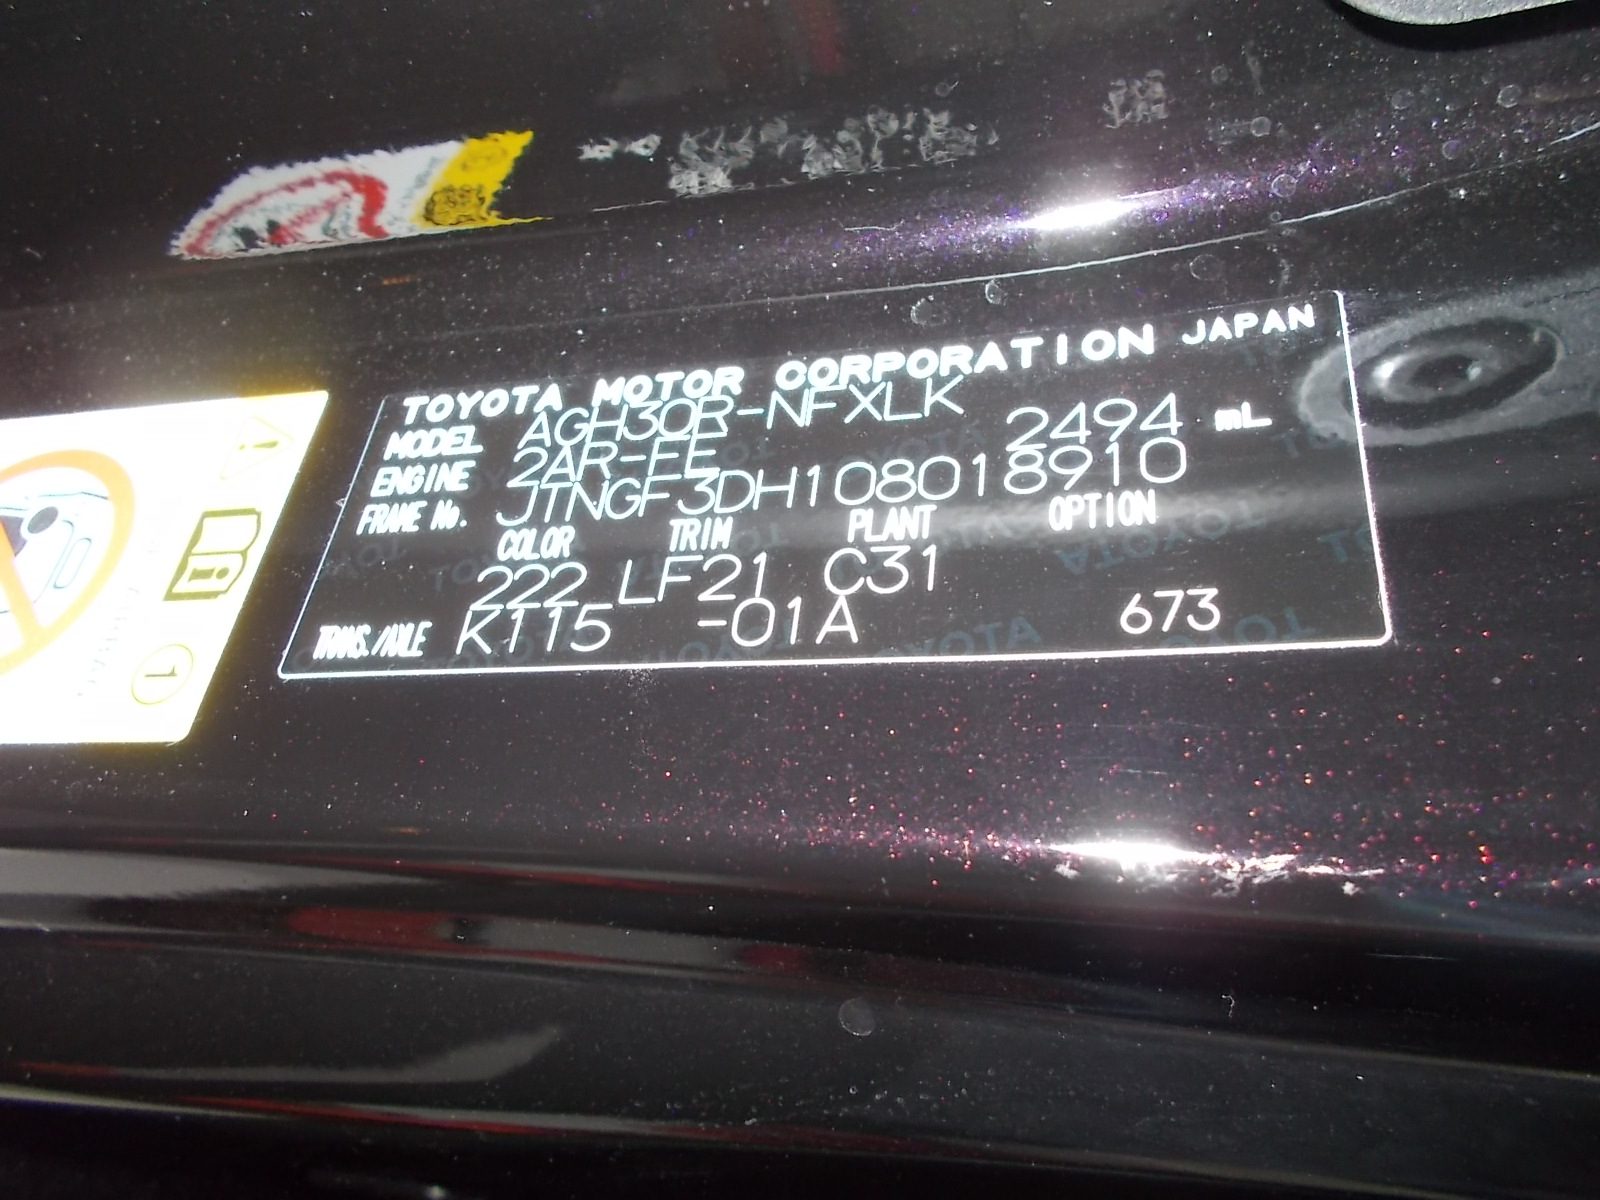 TOYOTA MOTOR CORPORATION JAPAN
MODEL AGH30R-NFXLK
ENGINE 2AR-FE 2494 mL
FRAME No. JTNGF3DH108018910
COLOR TRIM PLANT OPTION
222 LF21 C31
TRANS./AXLE K115 -01A 673
1